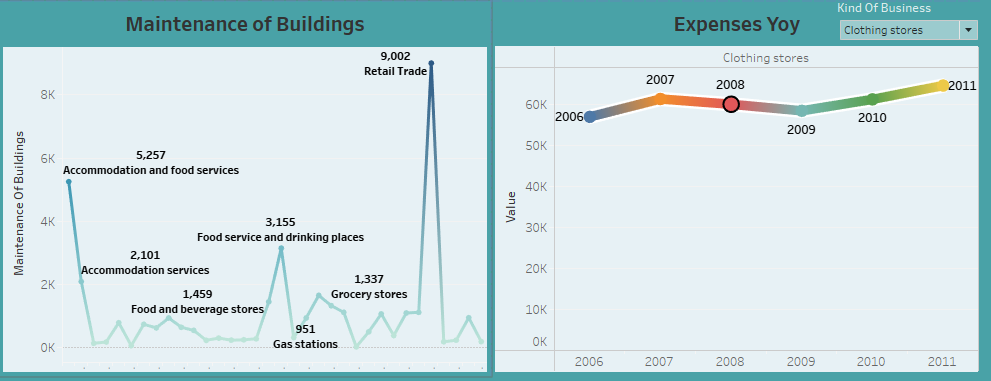 Maintenance of Buildings
Maintenance Of Buildings
8K
6K
4K
2K
0K
9,002
Retail Trade
5,257
Accommodation and food services
3,155
Food service and drinking places
2,101
Accommodation services
1,459
Food and beverage stores
1,337
Grocery stores
951
Gas stations
Expenses Yoy
Kind Of Business
Clothing stores
Clothing stores
Value
60K
50K
40K
30K
20K
10K
0K
2006
2007
2008
2009
2010
2011
2006
2007
2008
2009
2010
2011